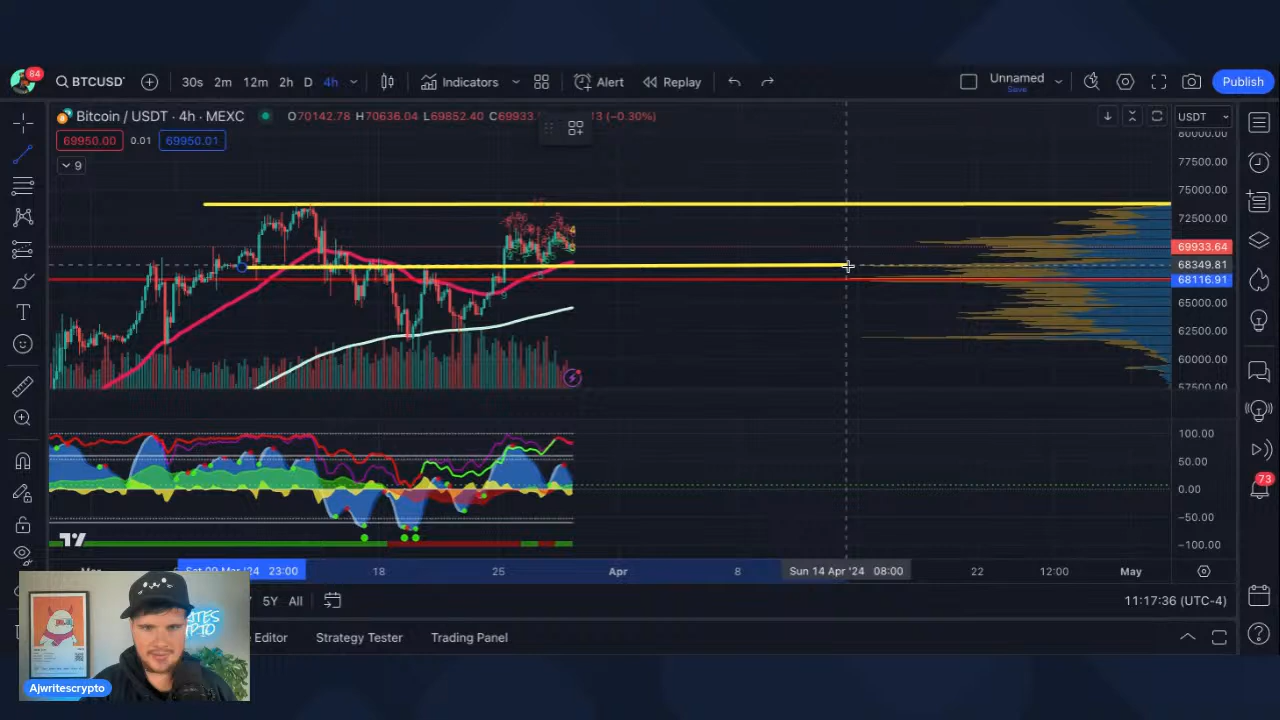 84
BTCUSD
30s 2m 12m 2h D 4h
Indicators
Alert
Replay
Unnamed
Save
Publish
Bitcoin / USDT · 4h · MEXC
O70142.78 H70636.04 L69852.40 C69933. 13 (−0.30%)
USDT
69950.00 0.01 69950.01
9
80000.00
77500.00
75000.00
72500.00
69933.64
68349.81
68116.91
65000.00
62500.00
60000.00
57500.00
100.00
50.00
0.00
−50.00
−100.00
73
Sat 09 Mar '24 23:00
18
25
Apr
8
Sun 14 Apr '24 08:00
22
12:00
May
5Y All
11:17:36 (UTC-4)
Editor
Strategy Tester
Trading Panel
Ajwritescrypto